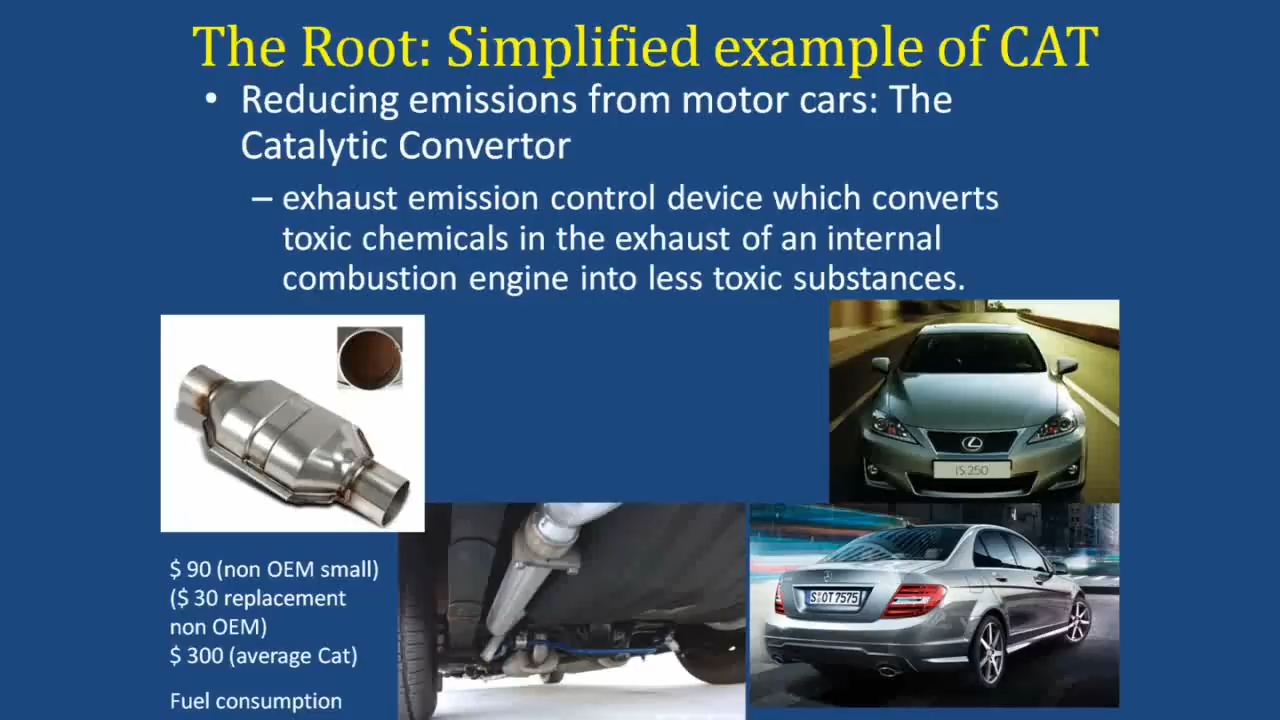 The Root: Simplified example of CAT
• Reducing emissions from motor cars: The
Catalytic Convertor
– exhaust emission control device which converts
toxic chemicals in the exhaust of an internal
combustion engine into less toxic substances.
iS 250
S OT 7575
$ 90 (non OEM small)
($ 30 replacement
non OEM)
$ 300 (average Cat)
Fuel consumption